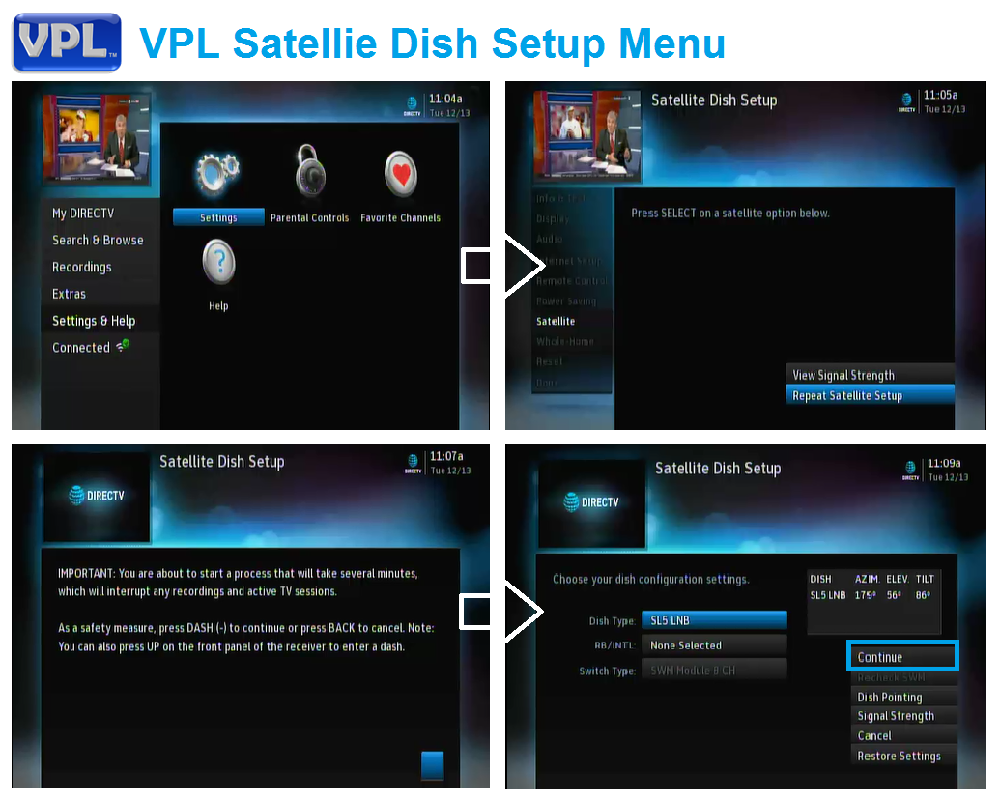 VPL™
VPL Satellie Dish Setup Menu
11:04a
DIRECTV
Tue 12/13
My DIRECTV
Search & Browse
Recordings
Extras
Settings & Help
Connected
Settings
Parental Controls
Favorite Channels
Help
Satellite Dish Setup
11:05a
DIRECTV
Tue 12/13
Info & Test
Display
Audio
Internet Setup
Remote Control
Power Saving
Satellite
Whole-Home
Reset
Done
Press SELECT on a satellite option below.
View Signal Strength
Repeat Satellite Setup
Satellite Dish Setup
11:07a
DIRECTV
Tue 12/13
DIRECTV
IMPORTANT: You are about to start a process that will take several minutes,
which will interrupt any recordings and active TV sessions.
As a safety measure, press DASH (-) to continue or press BACK to cancel. Note:
You can also press UP on the front panel of the receiver to enter a dash.
Satellite Dish Setup
11:09a
DIRECTV
Tue 12/13
DIRECTV
Choose your dish configuration settings.
Dish Type: SL5 LNB
RB/INTL: None Selected
Switch Type: SWM Module 8 CH
DISH AZIM. ELEV. TILT
SL5 LNB 179° 56° 86°
Continue
Recheck SWM
Dish Pointing
Signal Strength
Cancel
Restore Settings